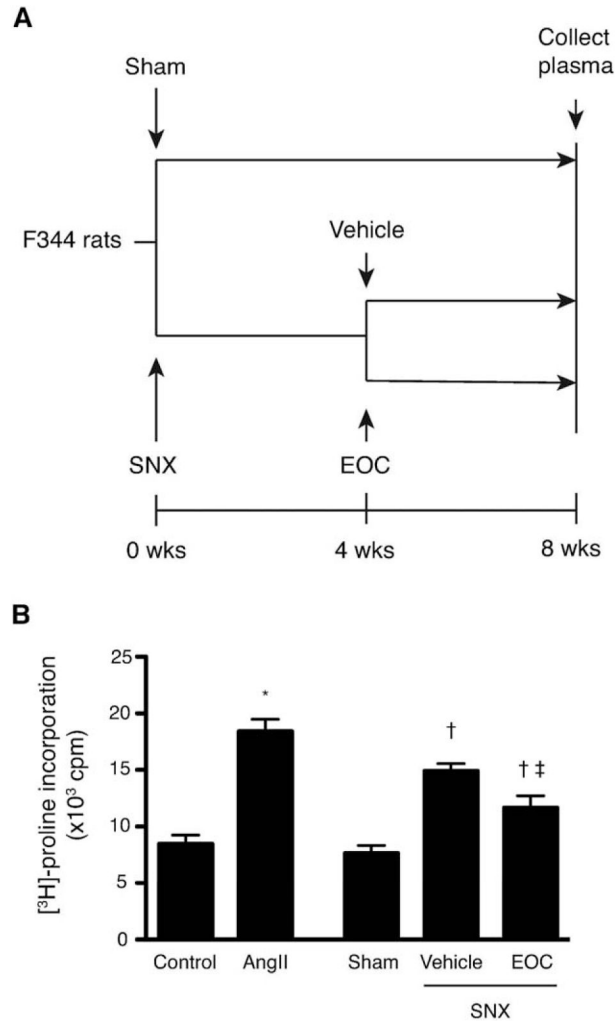 A
Sham
Collect
plasma
F344 rats
Vehicle
SNX
EOC
0 wks
4 wks
8 wks
B
[³H]-proline incorporation
(x10³ cpm)
25
20
15
10
5
0
*
†
† ‡
Control
AngII
Sham
Vehicle
EOC
SNX